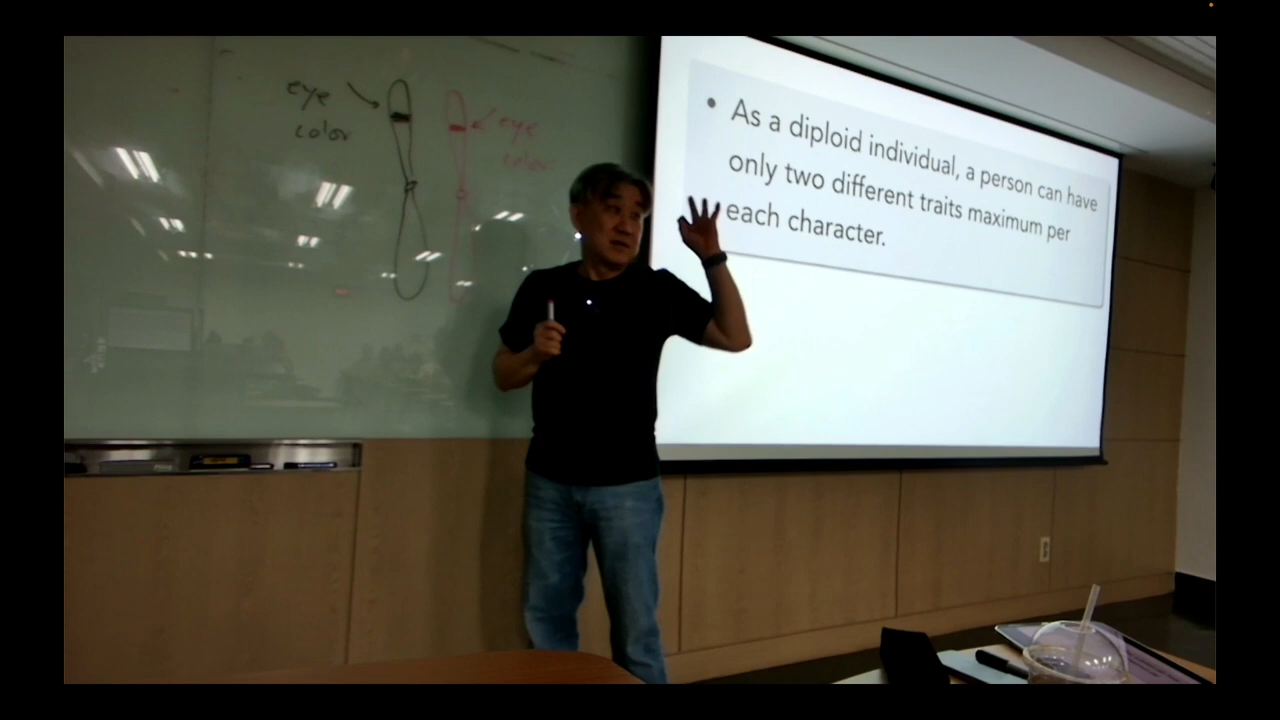 eye
color
eye
color
• As a diploid individual, a person can have
only two different traits maximum per
each character.